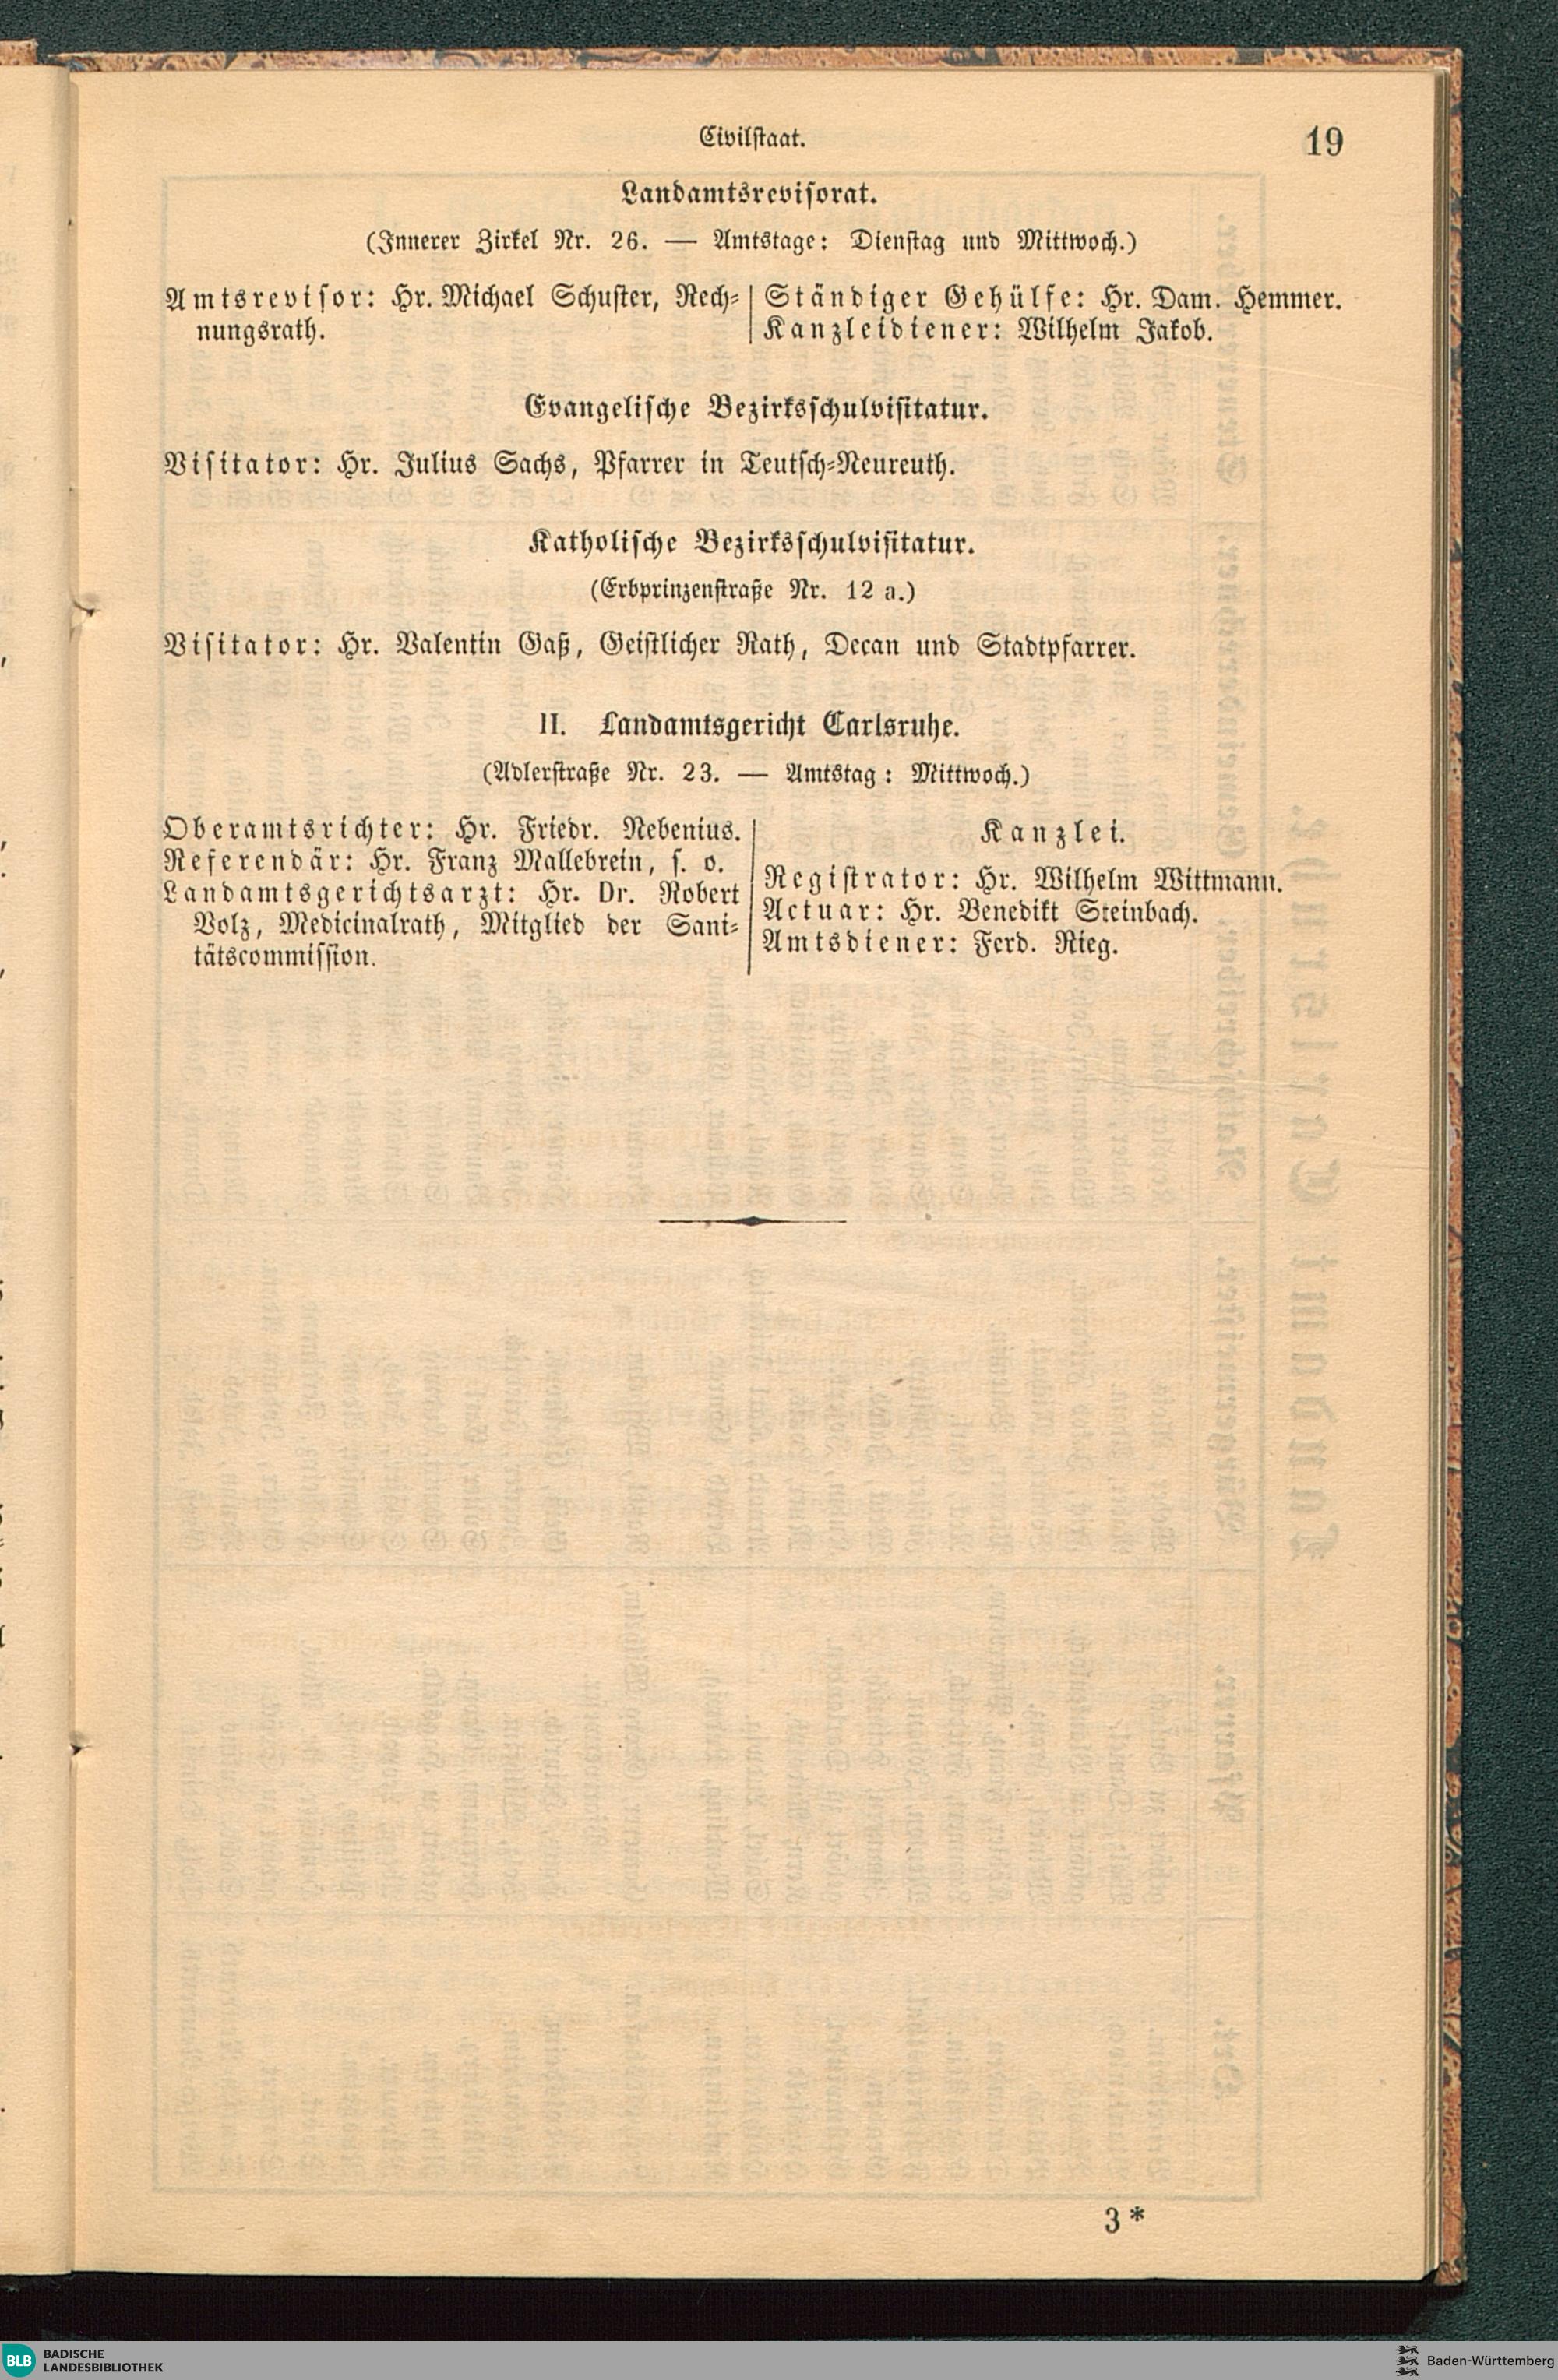 Civilstaat.
19
Landamtsrevisorat.
(Innerer Zirkel Nr. 26. — Amtstage: Dienstag und Mittwoch.)
Amtsrevisor: Hr. Michael Schuster, Rech-
nungsrath.
Ständiger Gehülfe: Hr. Dam. Hemmer.
Kanzleidiener: Wilhelm Jakob.
Evangelische Bezirksschulvisitatur.
Visitator: Hr. Julius Sachs, Pfarrer in Teutsch-Neureuth.
Katholische Bezirksschulvisitatur.
(Erbprinzenstraße Nr. 12 a.)
Visitator: Hr. Valentin Gaß, Geistlicher Rath, Decan und Stadtpfarrer.
II. Landamtsgericht Carlsruhe.
(Adlerstraße Nr. 23. — Amtstag: Mittwoch.)
Oberamtsrichter: Hr. Friedr. Nebenius.
Referendär: Hr. Franz Mallebrein, s. o.
Landamtsgerichtsarzt: Hr. Dr. Robert
Volz, Medicinalrath, Mitglied der Sani-
tätscommission.
Kanzlei.
Registrator: Hr. Wilhelm Wittmann.
Actuar: Hr. Benedikt Steinbach.
Amtsdiener: Ferd. Rieg.
3*
BLB
BADISCHE
LANDESBIBLIOTHEK
Baden-Württemberg